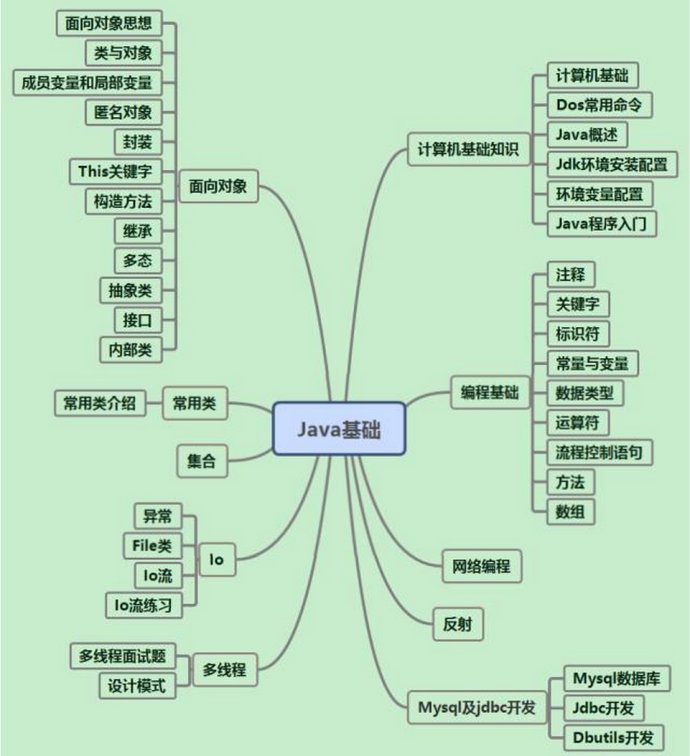 Java基础
计算机基础知识
计算机基础
Dos常用命令
Java概述
Jdk环境安装配置
环境变量配置
Java程序入门
编程基础
注释
关键字
标识符
常量与变量
数据类型
运算符
流程控制语句
方法
数组
网络编程
反射
Mysql及jdbc开发
Mysql数据库
Jdbc开发
Dbutils开发
面向对象
面向对象思想
类与对象
成员变量和局部变量
匿名对象
封装
This关键字
构造方法
继承
多态
抽象类
接口
内部类
常用类
常用类介绍
集合
Io
异常
File类
Io流
Io流练习
多线程
多线程面试题
设计模式